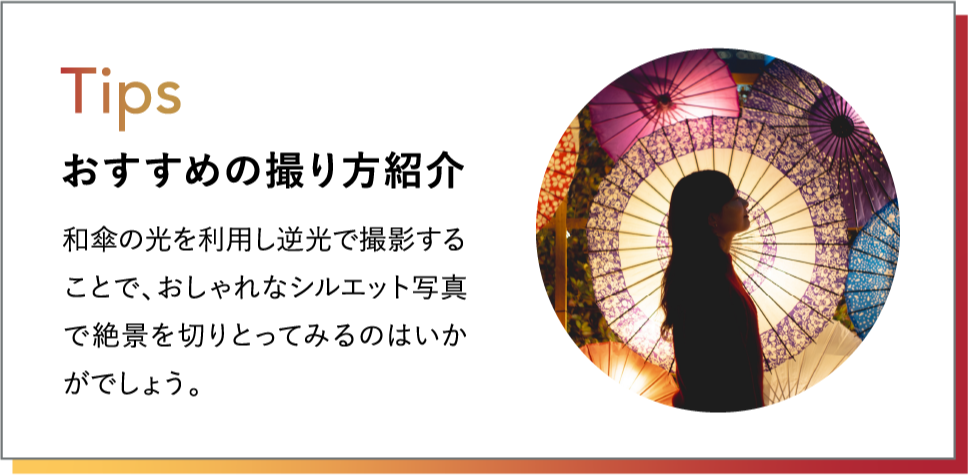 Tips
おすすめの撮り方紹介
和傘の光を利用し逆光で撮影する
ことで、おしゃれなシルエット写真
で絶景を切りとってみるのはいか
がでしょう。